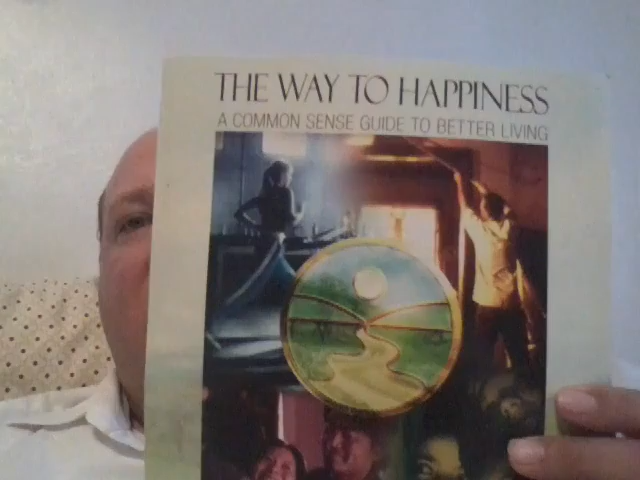 THE WAY TO HAPPINESS
A COMMON SENSE GUIDE TO BETTER LIVING